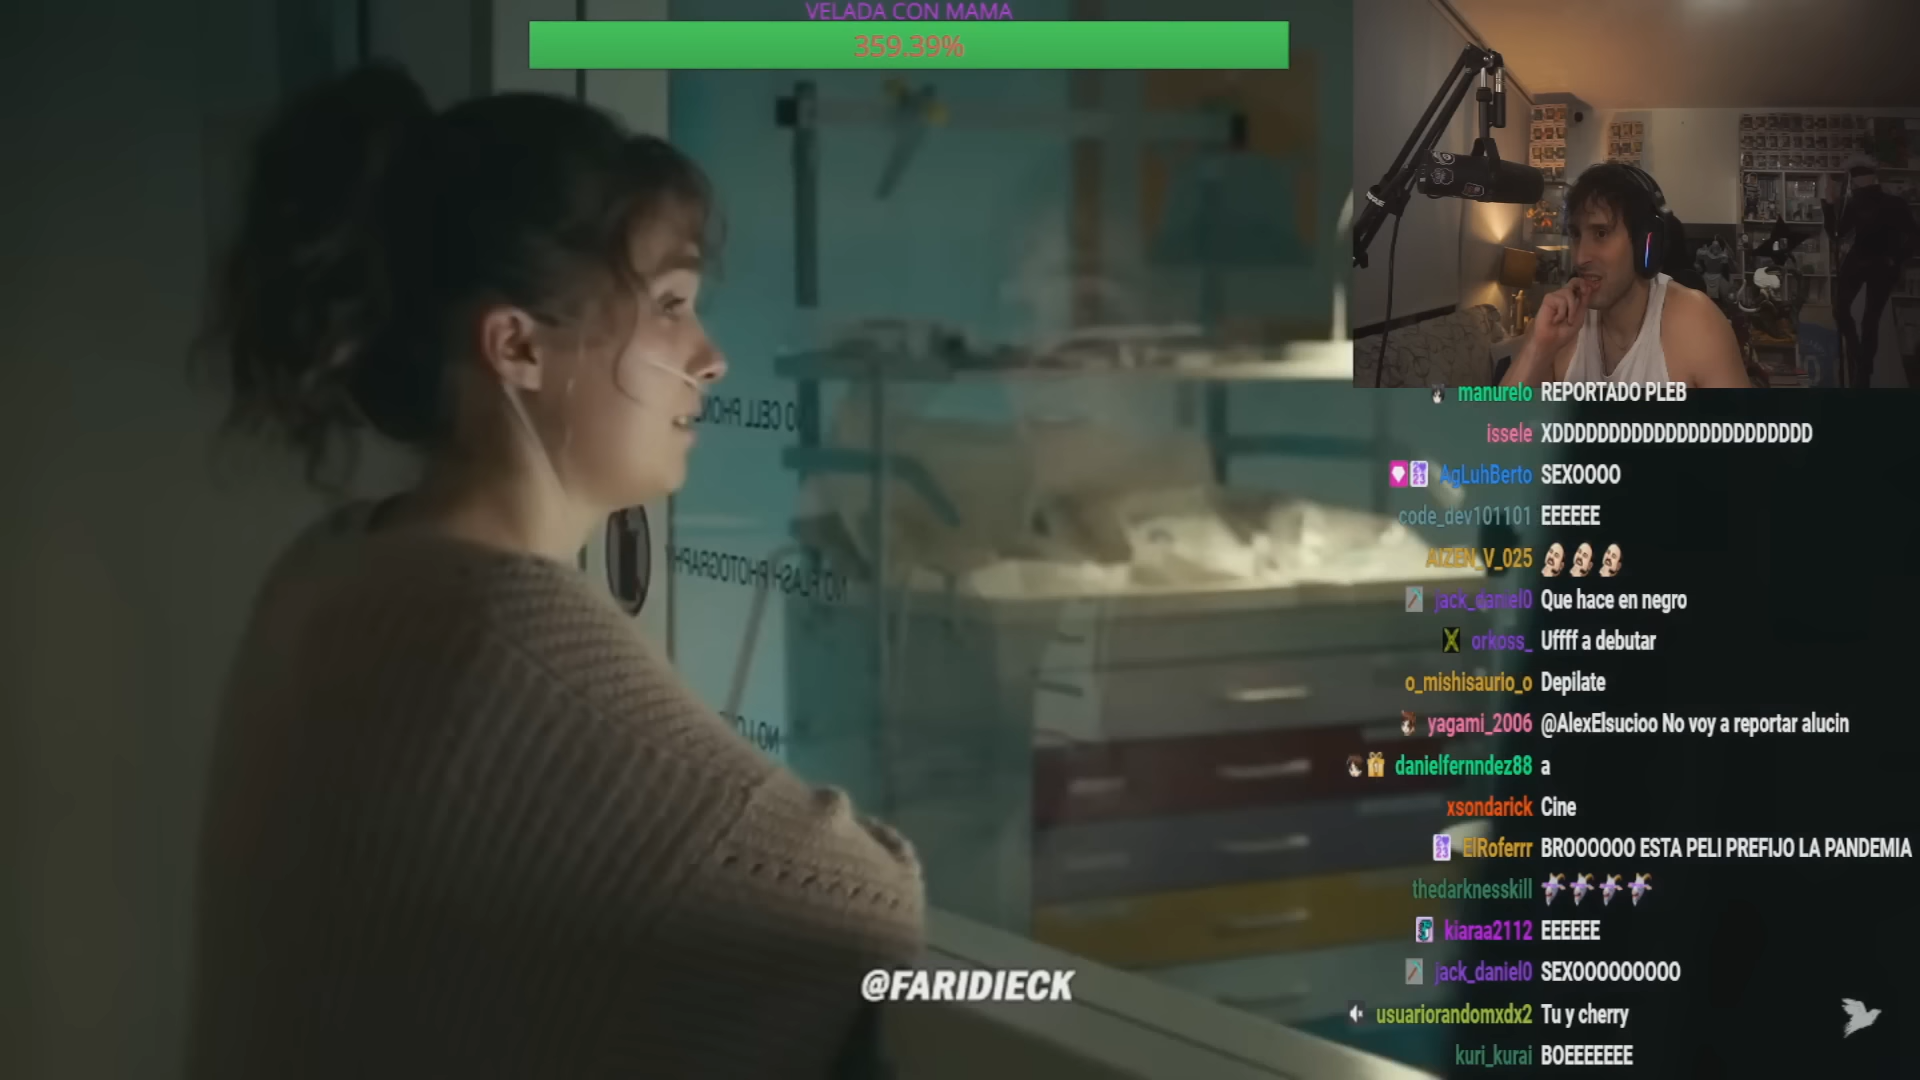 VELADA CON MAMA
359.39%
NO CELL PHON
NO FLASH PHOTOGRAPH
manurelo REPORTADO PLEB
issele XDDDDDDDDDDDDDDDDDDDDDDD
AgLuhBerto SEXOOOO
code_dev101101 EEEEEE
AIZEN_V_025
jack_daniel0 Que hace en negro
orkoss_ Uffff a debutar
o_mishisaurio_o Depilate
yagami_2006 @AlexElsucioo No voy a reportar alucin
danielfernndez88 a
xsondarick Cine
ElRoferrr BROOOOOO ESTA PELI PREFIJO LA PANDEMIA
thedarknesskill
kiaraa2112 EEEEEE
jack_daniel0 SEXOOOOOOOOO
usuariorandomxdx2 Tu y cherry
kuri_kurai BOEEEEEEE
@FARIDIECK